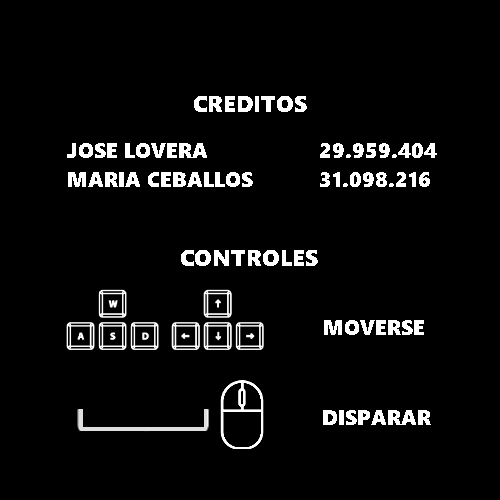 CREDITOS
JOSE LOVERA 29.959.404
MARIA CEBALLOS 31.098.216
CONTROLES
W ↑
A S D ← ↓ →
MOVERSE
DISPARAR